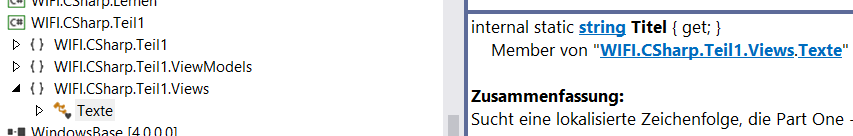 WIFI.CSharp.Lernen
C# WIFI.CSharp.Teil1
{ } WIFI.CSharp.Teil1
{ } WIFI.CSharp.Teil1.ViewModels
{ } WIFI.CSharp.Teil1.Views
Texte
WindowsBase [4.0.0.0]
internal static string Titel { get; }
Member von "WIFI.CSharp.Teil1.Views.Texte"
Zusammenfassung:
Sucht eine lokalisierte Zeichenfolge, die Part One -